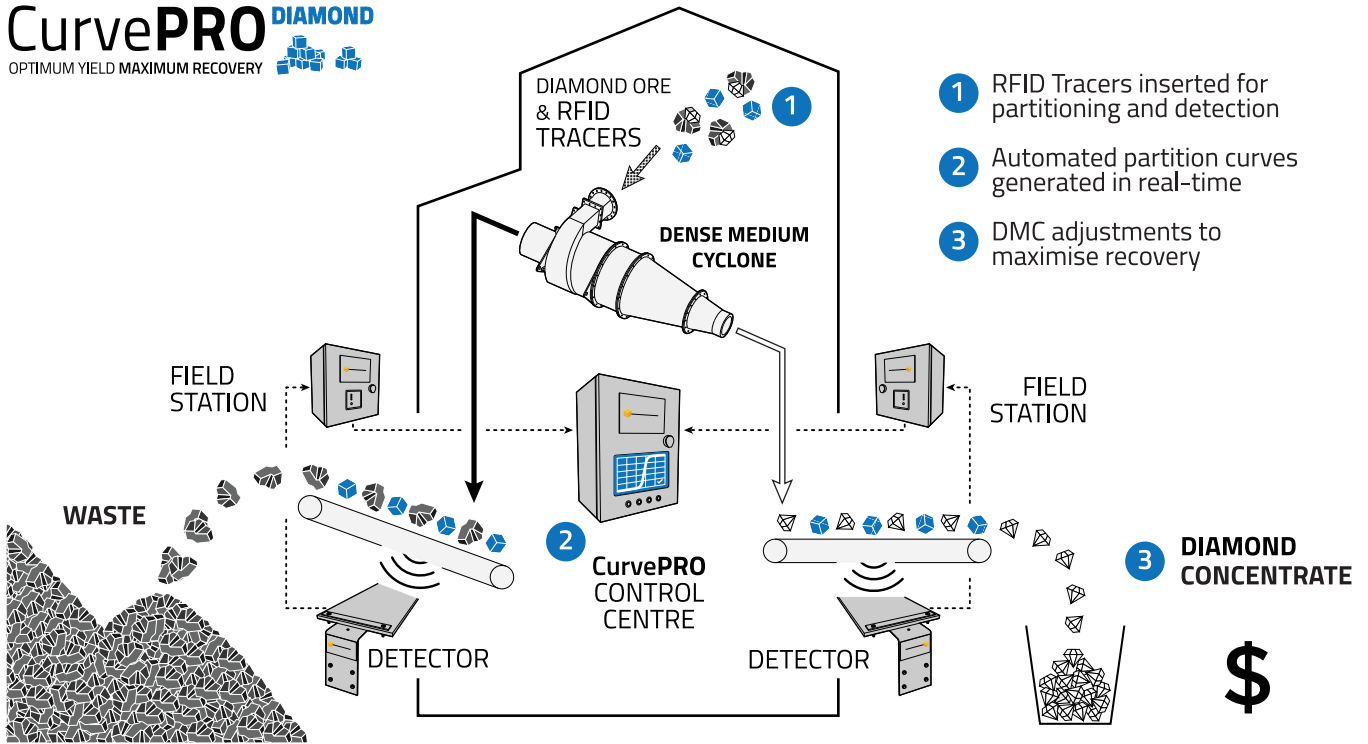 CurvePRO DIAMOND
OPTIMUM YIELD MAXIMUM RECOVERY
DIAMOND ORE
& RFID
TRACERS
1
1 RFID Tracers inserted for
partitioning and detection
2 Automated partition curves
generated in real-time
3 DMC adjustments to
maximise recovery
DENSE MEDIUM
CYCLONE
FIELD
STATION
FIELD
STATION
WASTE
2
CurvePRO
CONTROL
CENTRE
3 DIAMOND
CONCENTRATE
DETECTOR
DETECTOR
$